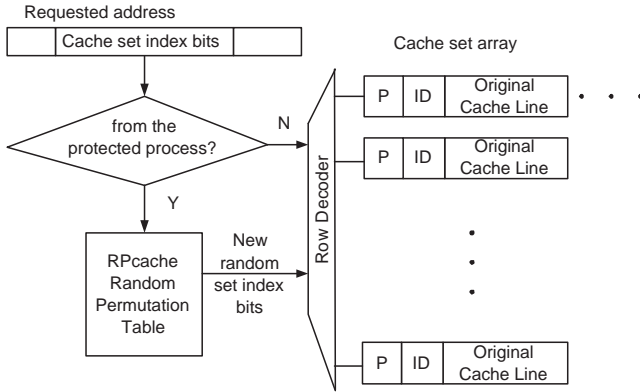 Requested address
Cache set index bits
Cache set array
from the
protected process?
N
Y
RPcache
Random
Permutation
Table
New
random
set index
bits
Row Decoder
P ID Original
Cache Line
P ID Original
Cache Line
P ID Original
Cache Line